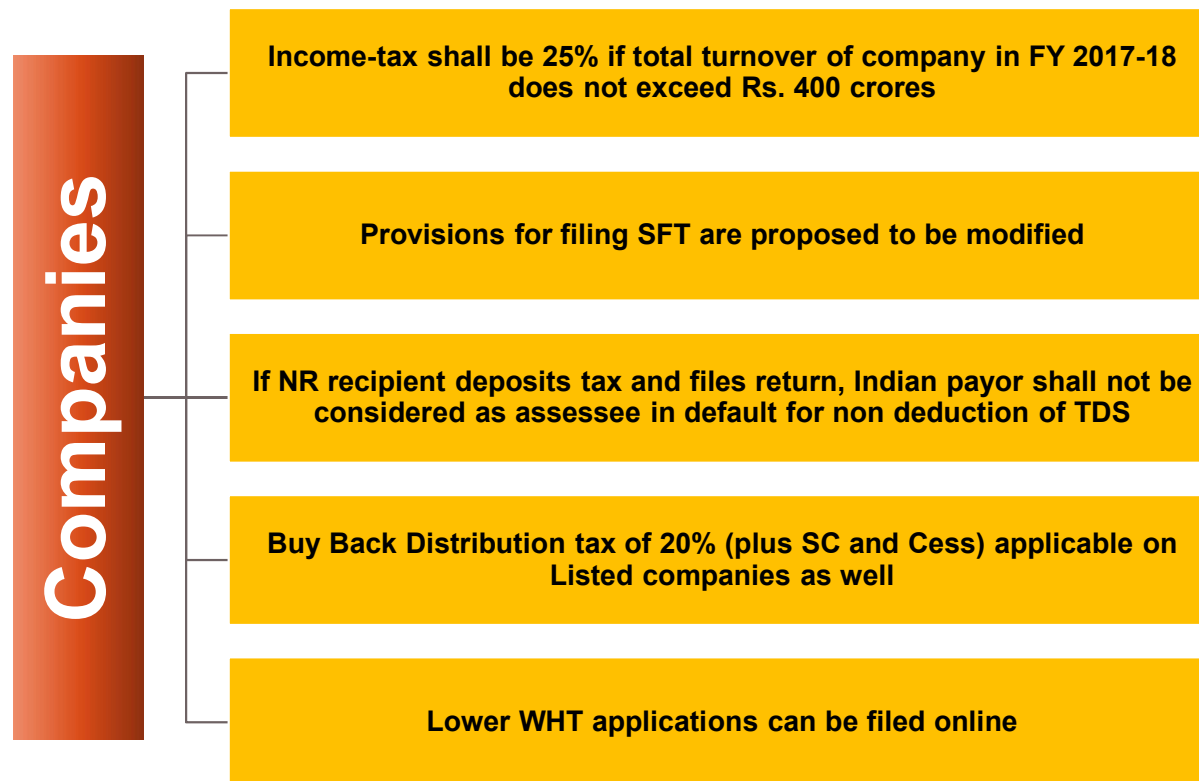 Companies
Income-tax shall be 25% if total turnover of company in FY 2017-18
does not exceed Rs. 400 crores
Provisions for filing SFT are proposed to be modified
If NR recipient deposits tax and files return, Indian payor shall not be
considered as assessee in default for non deduction of TDS
Buy Back Distribution tax of 20% (plus SC and Cess) applicable on
Listed companies as well
Lower WHT applications can be filed online